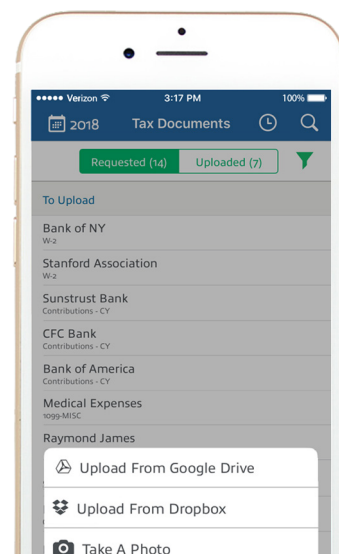 Verizon 3:17 PM 100%
2018 Tax Documents
Requested (14) Uploaded (7)
To Upload
Bank of NY
W-2
Stanford Association
W-2
Sunstrust Bank
Contributions - CY
CFC Bank
Contributions - CY
Bank of America
Contributions - CY
Medical Expenses
1099-MISC
Raymond James
Upload From Google Drive
Upload From Dropbox
Take A Photo